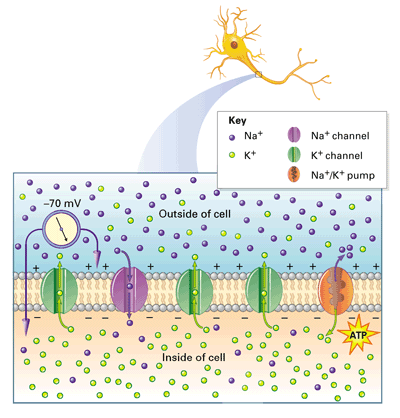 Key
Na+ Na+ channel
K+ K+ channel
Na+/K+ pump
−70 mV
Outside of cell
+ + + + + + + +
− − − − − − −
ATP
Inside of cell